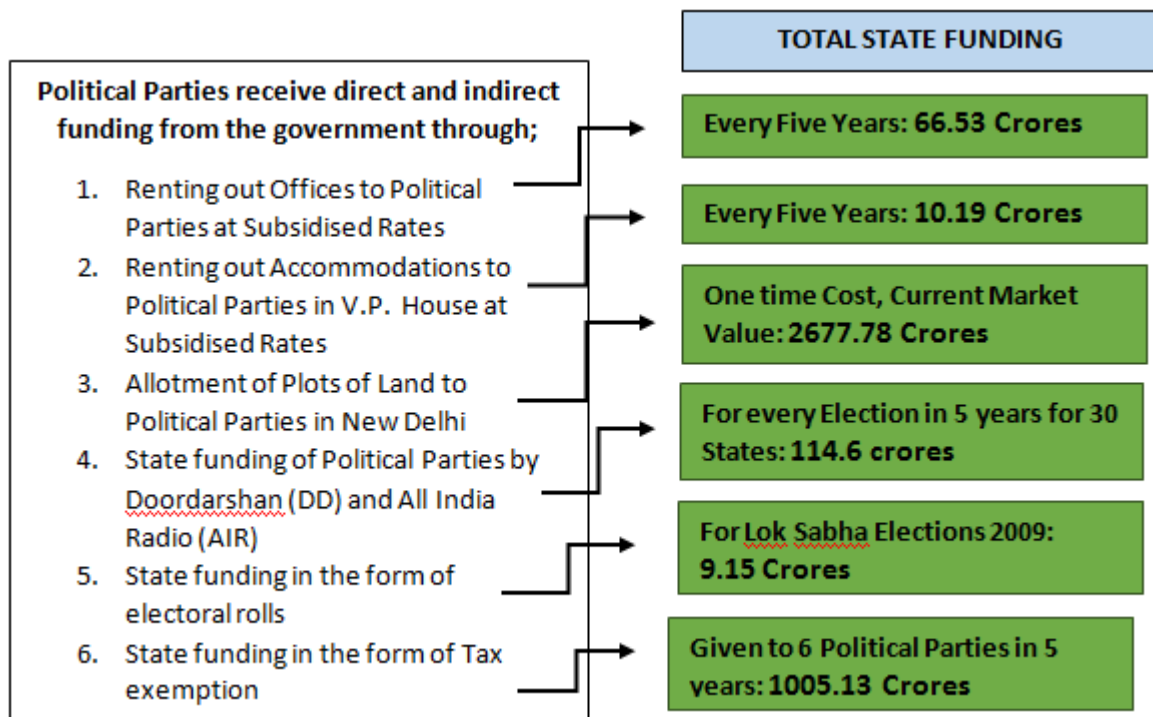 TOTAL STATE FUNDING
Political Parties receive direct and indirect
funding from the government through;
1. Renting out Offices to Political
Parties at Subsidised Rates
2. Renting out Accommodations to
Political Parties in V.P. House at
Subsidised Rates
3. Allotment of Plots of Land to
Political Parties in New Delhi
4. State funding of Political Parties by
Doordarshan (DD) and All India
Radio (AIR)
5. State funding in the form of
electoral rolls
6. State funding in the form of Tax
exemption
Every Five Years: 66.53 Crores
Every Five Years: 10.19 Crores
One time Cost, Current Market
Value: 2677.78 Crores
For every Election in 5 years for 30
States: 114.6 crores
For Lok Sabha Elections 2009:
9.15 Crores
Given to 6 Political Parties in 5
years: 1005.13 Crores